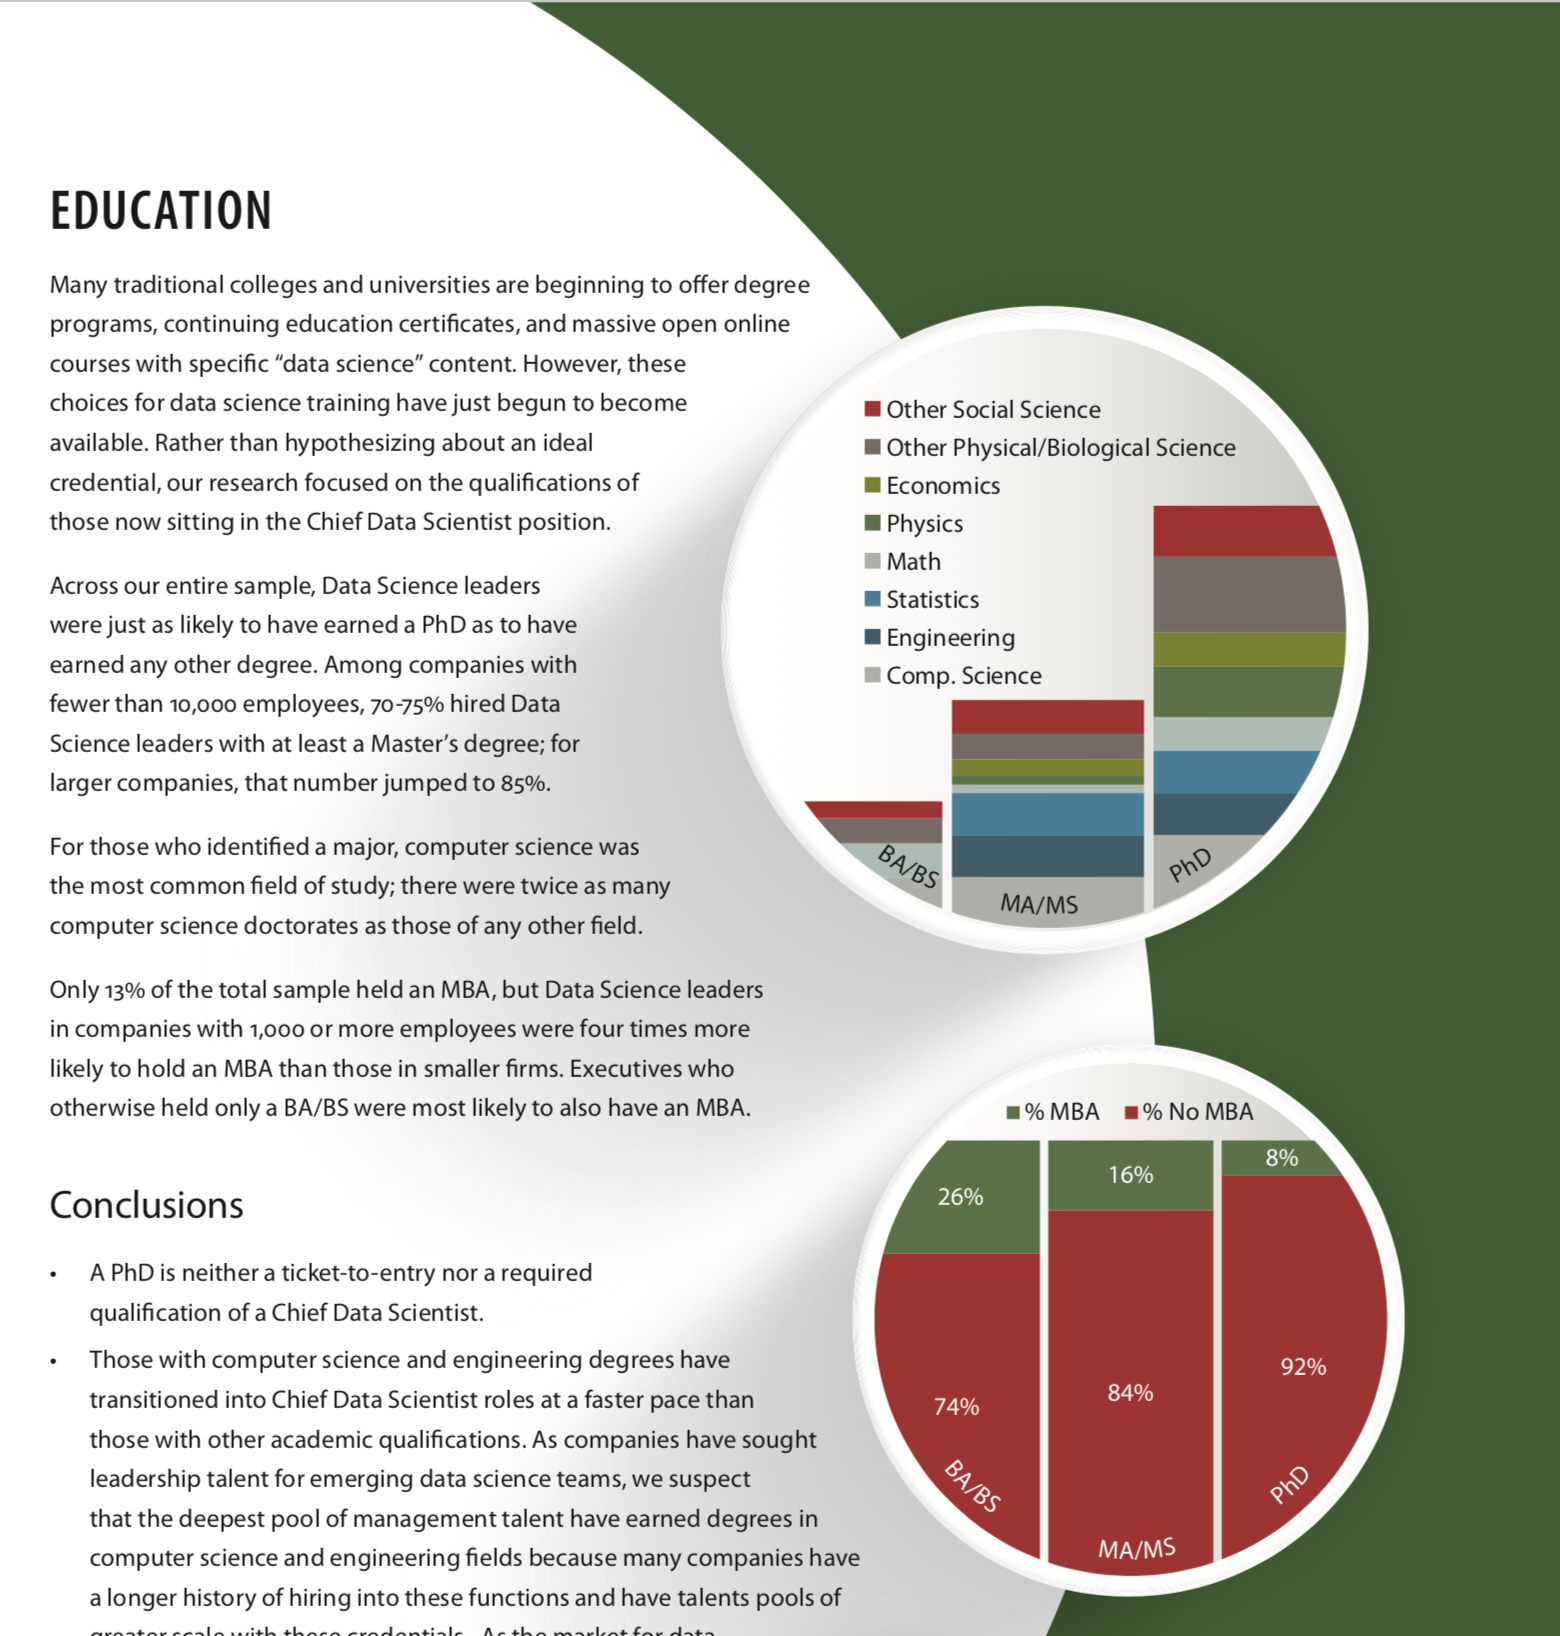 EDUCATION
Many traditional colleges and universities are beginning to offer degree
programs, continuing education certificates, and massive open online
courses with specific “data science” content. However, these
choices for data science training have just begun to become
available. Rather than hypothesizing about an ideal
credential, our research focused on the qualifications of
those now sitting in the Chief Data Scientist position.
Across our entire sample, Data Science leaders
were just as likely to have earned a PhD as to have
earned any other degree. Among companies with
fewer than 10,000 employees, 70-75% hired Data
Science leaders with at least a Master’s degree; for
larger companies, that number jumped to 85%.
For those who identified a major, computer science was
the most common field of study; there were twice as many
computer science doctorates as those of any other field.
Only 13% of the total sample held an MBA, but Data Science leaders
in companies with 1,000 or more employees were four times more
likely to hold an MBA than those in smaller firms. Executives who
otherwise held only a BA/BS were most likely to also have an MBA.
Conclusions
• A PhD is neither a ticket-to-entry nor a required
qualification of a Chief Data Scientist.
• Those with computer science and engineering degrees have
transitioned into Chief Data Scientist roles at a faster pace than
those with other academic qualifications. As companies have sought
leadership talent for emerging data science teams, we suspect
that the deepest pool of management talent have earned degrees in
computer science and engineering fields because many companies have
a longer history of hiring into these functions and have talents pools of
greater scale with these credentials. As the market for data
Other Social Science
Other Physical/Biological Science
Economics
Physics
Math
Statistics
Engineering
Comp. Science
BA/BS
MA/MS
PhD
% MBA % No MBA
26% 16% 8%
74% 84% 92%
BA/BS MA/MS PhD